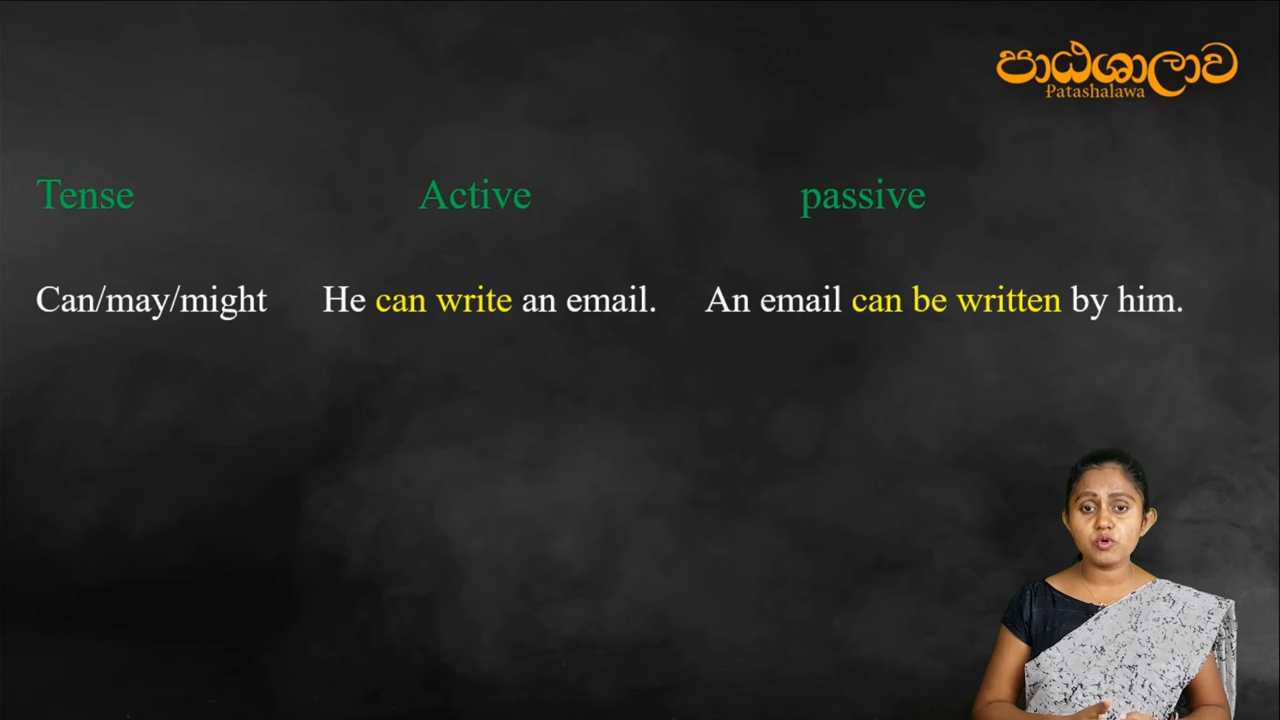 පාඨශාලාව
Patashalawa
Tense Active passive
Can/may/might He can write an email. An email can be written by him.